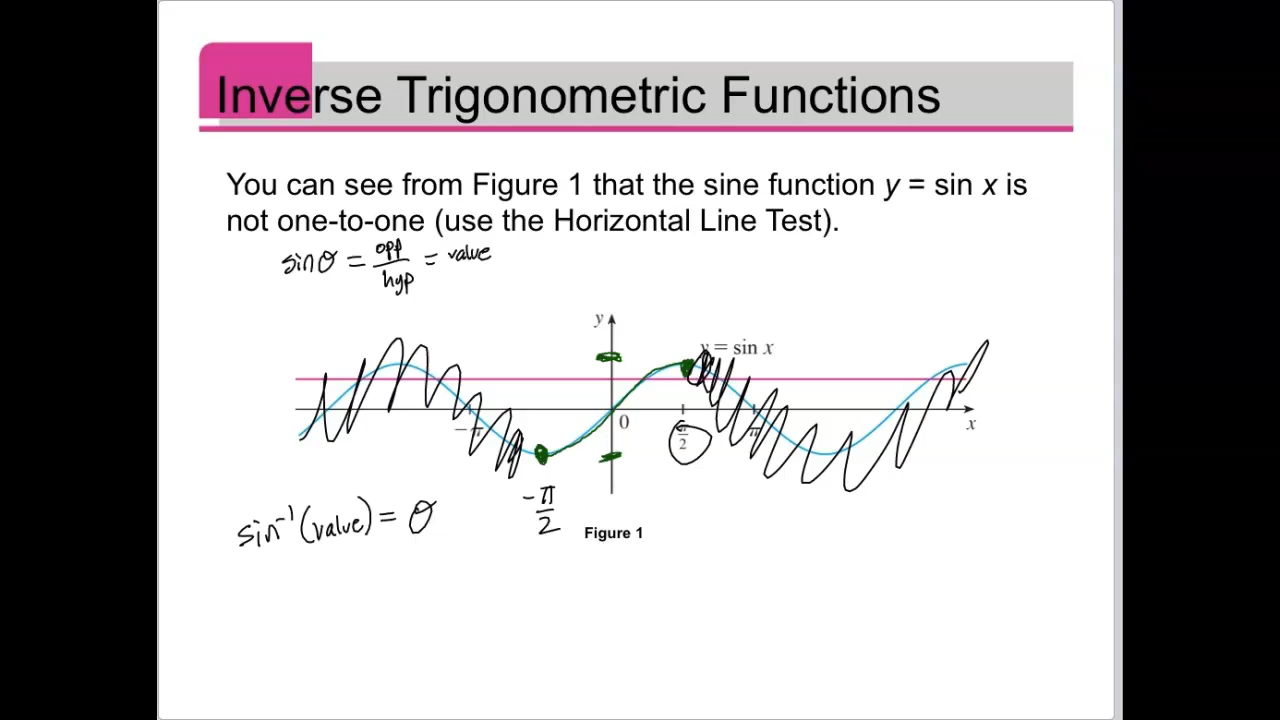 Inverse Trigonometric Functions
You can see from Figure 1 that the sine function y = sin x is
not one-to-one (use the Horizontal Line Test).
sin θ = opp/hyp = value
y
y = sin x
−π
0
π/2
π
x
-π/2
sin⁻¹(value) = θ
Figure 1